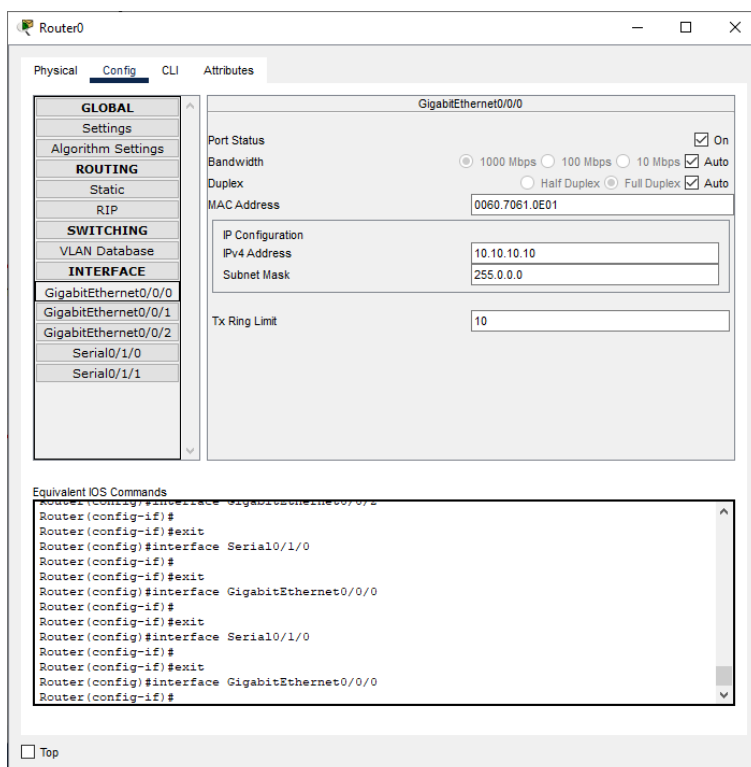 Router0
Physical Config CLI Attributes
GLOBAL
Settings
Algorithm Settings
ROUTING
Static
RIP
SWITCHING
VLAN Database
INTERFACE
GigabitEthernet0/0/0
GigabitEthernet0/0/1
GigabitEthernet0/0/2
Serial0/1/0
Serial0/1/1
GigabitEthernet0/0/0
Port Status On
Bandwidth 1000 Mbps 100 Mbps 10 Mbps Auto
Duplex Half Duplex Full Duplex Auto
MAC Address 0060.7061.0E01
IP Configuration
IPv4 Address 10.10.10.10
Subnet Mask 255.0.0.0
Tx Ring Limit 10
Equivalent IOS Commands
Router(config)#interface GigabitEthernet0/0/2
Router(config-if)#
Router(config-if)#exit
Router(config)#interface Serial0/1/0
Router(config-if)#
Router(config-if)#exit
Router(config)#interface GigabitEthernet0/0/0
Router(config-if)#
Router(config-if)#exit
Router(config)#interface Serial0/1/0
Router(config-if)#
Router(config-if)#exit
Router(config)#interface GigabitEthernet0/0/0
Router(config-if)#
Top